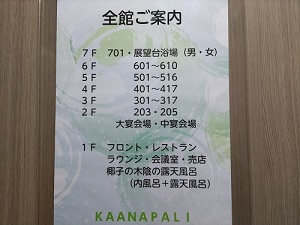 全館ご案内
7F 701・展望大浴場（男・女）
6F 601～610
5F 501～516
4F 401～417
3F 301～317
2F 203・205
大宴会場・中宴会場
1F フロント・レストラン
ラウンジ・会議室・売店
椰子の木陰の露天風呂
（内風呂＋露天風呂）
KAANAPALI